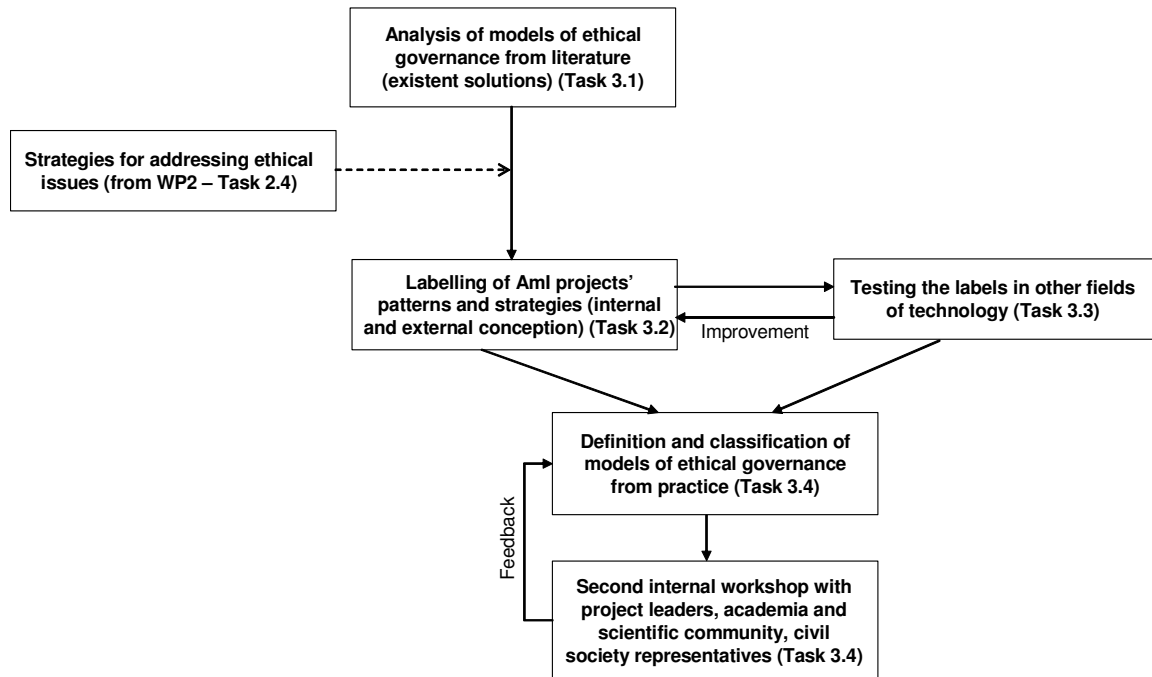 Analysis of models of ethical
governance from literature
(existent solutions) (Task 3.1)
Strategies for addressing ethical
issues (from WP2 – Task 2.4)
Labelling of AmI projects’
patterns and strategies (internal
and external conception) (Task 3.2)
Testing the labels in other fields
of technology (Task 3.3)
Improvement
Definition and classification of
models of ethical governance
from practice (Task 3.4)
Feedback
Second internal workshop with
project leaders, academia and
scientific community, civil
society representatives (Task 3.4)